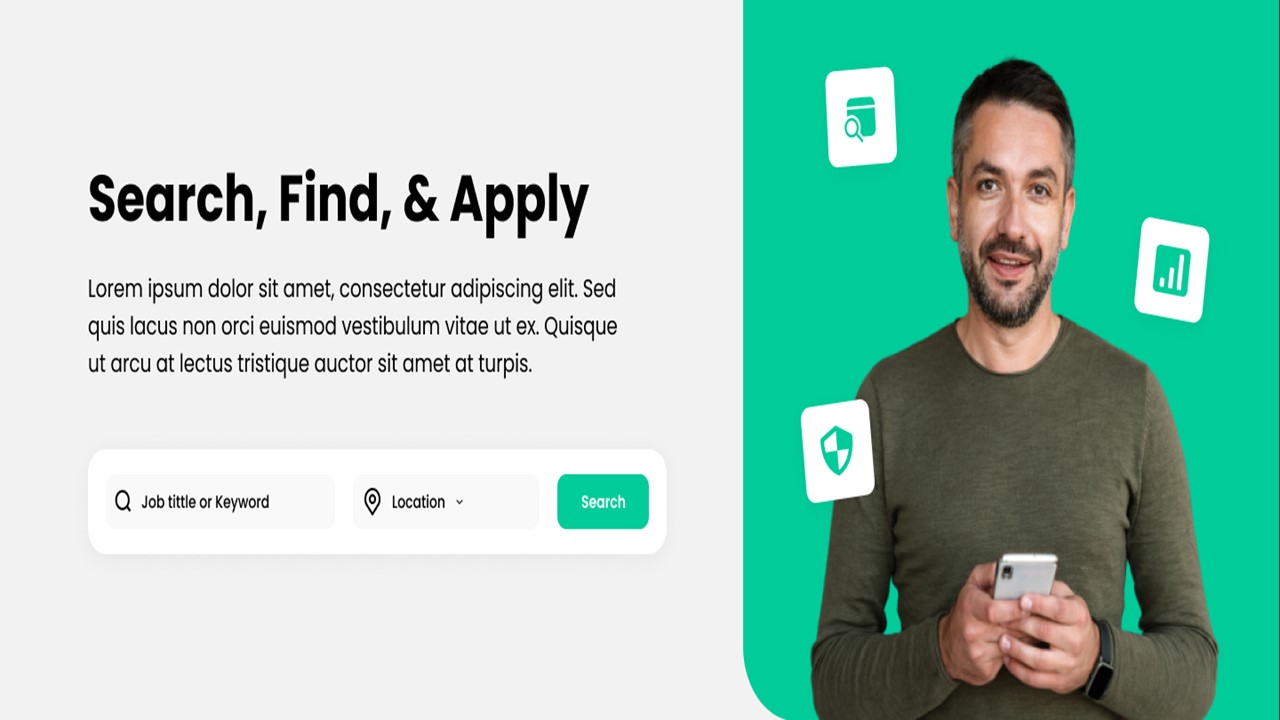 Search, Find, & Apply
Lorem ipsum dolor sit amet, consectetur adipiscing elit. Sed
quis lacus non orci euismod vestibulum vitae ut ex. Quisque
ut arcu at lectus tristique auctor sit amet at turpis.
Job tittle or Keyword
Location
Search